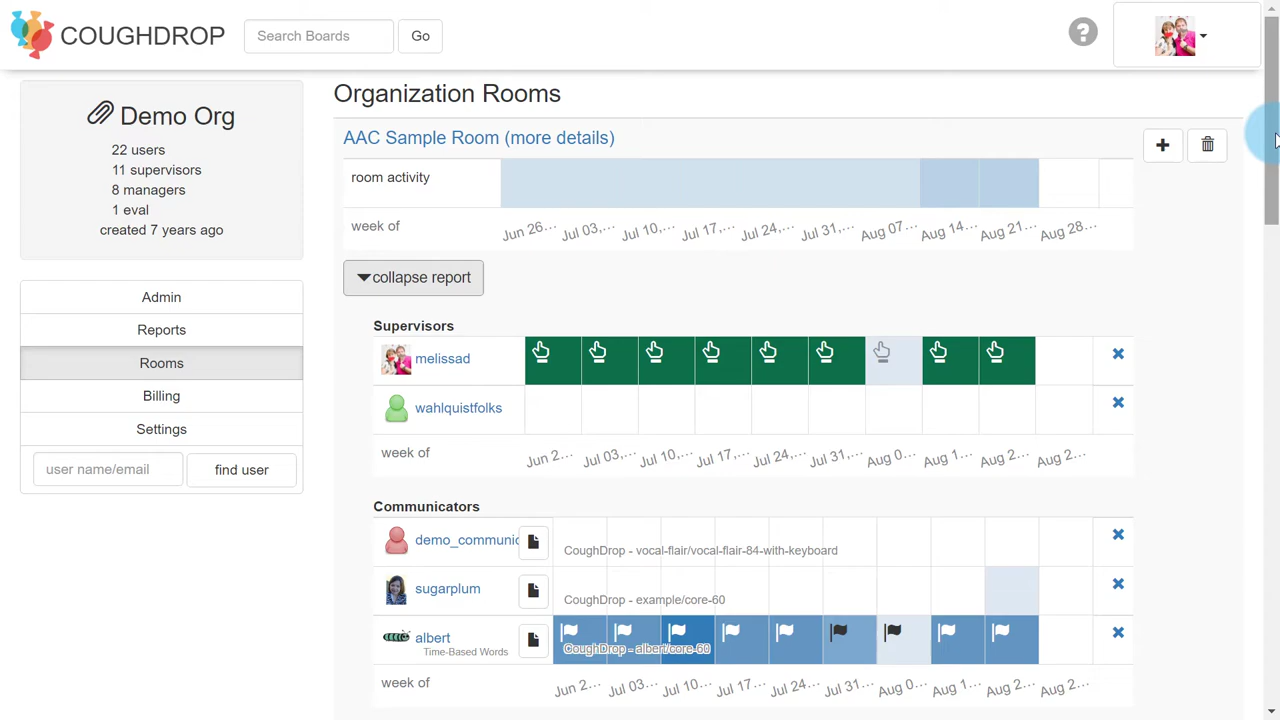 COUGHDROP
Search Boards
Go
Demo Org
22 users
11 supervisors
8 managers
1 eval
created 7 years ago
Admin
Reports
Rooms
Billing
Settings
user name/email
find user
Organization Rooms
AAC Sample Room (more details)
room activity
week of
Jun 26,... Jul 03,... Jul 10,... Jul 17,... Jul 24,... Jul 31,... Aug 07... Aug 14... Aug 21... Aug 28...
collapse report
Supervisors
melissad
wahlquistfolks
week of
Jun 2... Jul 03,... Jul 10... Jul 17... Jul 24... Jul 31... Aug 0... Aug 1... Aug 2... Aug 2...
Communicators
demo_communic
CoughDrop - vocal-flair/vocal-flair-84-with-keyboard
sugarplum
CoughDrop - example/core-60
albert
Time-Based Words
CoughDrop - albert/core-60
week of
Jun 2... Jul 03... Jul 10... Jul 17... Jul 24... Jul 31... Aug 0... Aug 1... Aug 2... Aug 2...